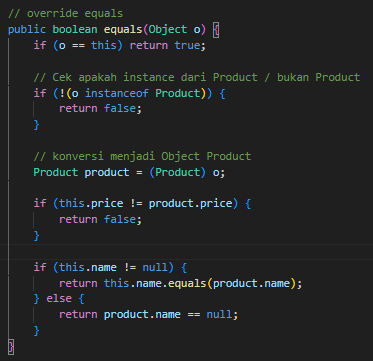 // override equals
public boolean equals(Object o) {
    if (o == this) return true;

    // Cek apakah instance dari Product / bukan Product
    if (!(o instanceof Product)) {
        return false;
    }

    // konversi menjadi Object Product
    Product product = (Product) o;

    if (this.price != product.price) {
        return false;
    }

    if (this.name != null) {
        return this.name.equals(product.name);
    } else {
        return product.name == null;
    }
}